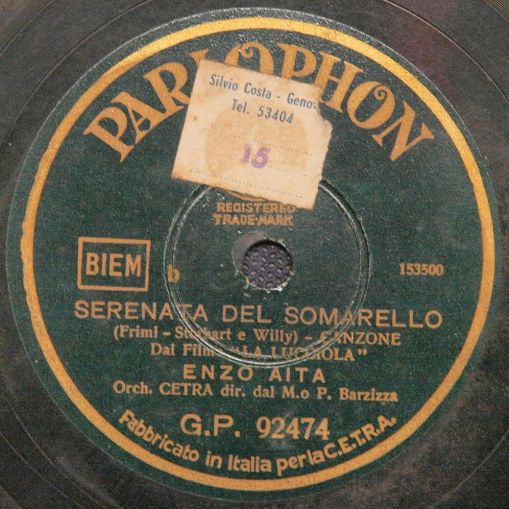 PARLOPHON
Silvio Costa - Genov
Tel. 53404
15
REGISTERED
TRADE-MARK
BIEM
b
153500
SERENATA DEL SOMARELLO
(Friml - Stothart e Willy) - CANZONE
Dal Film "LA LUCCIOLA"
ENZO AITA
Orch. CETRA dir. dal M.o P. Barzizza
G.P. 92474
Fabbricato in Italia per la C.E.T.R.A.